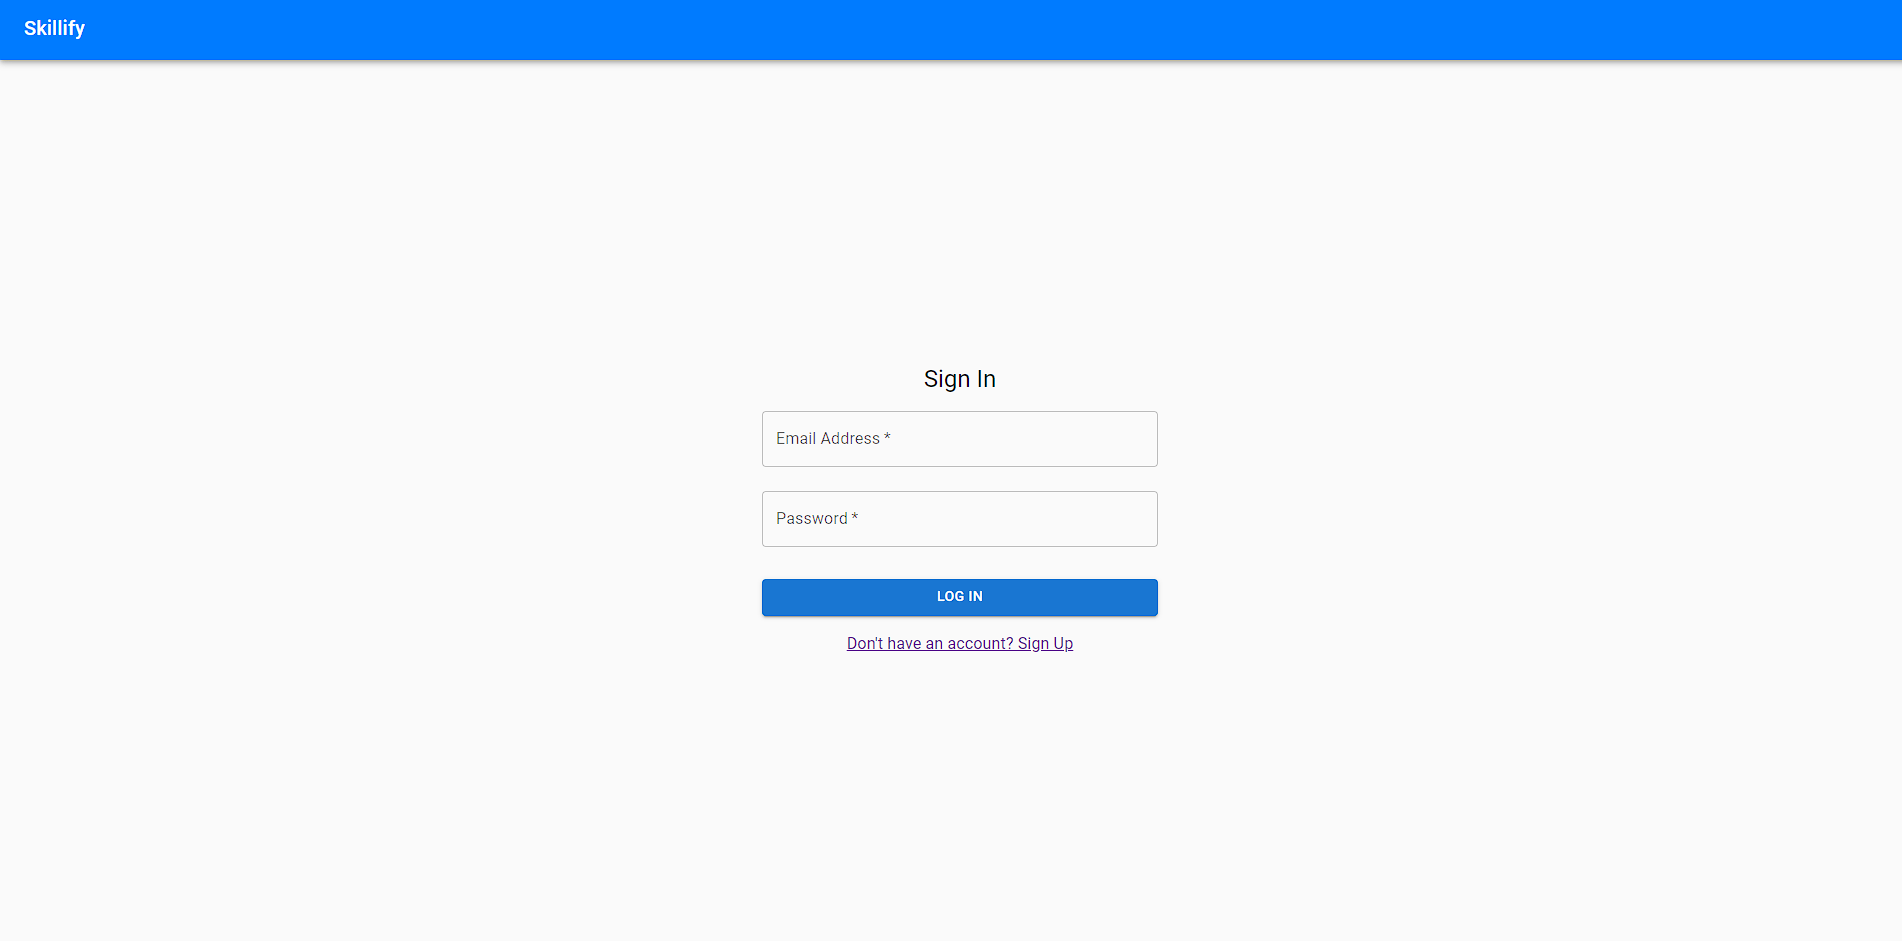 Skillify
Sign In
Email Address *
Password *
LOG IN
Don't have an account? Sign Up